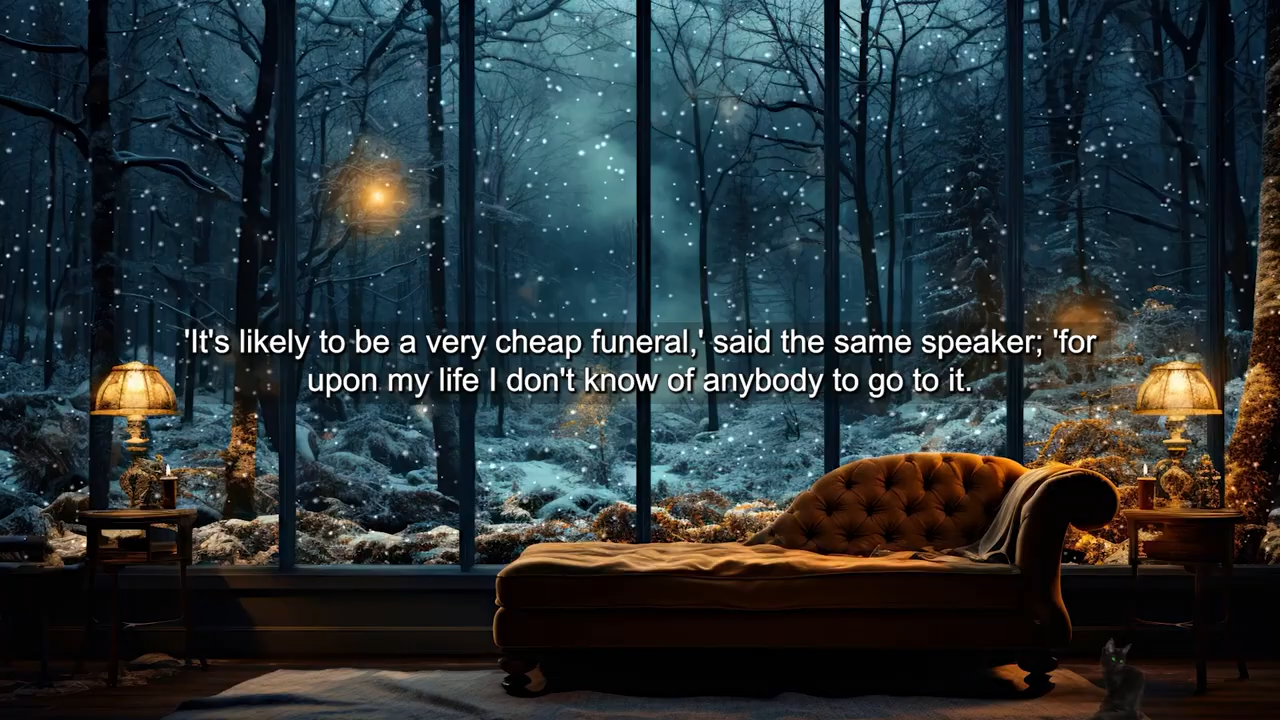 'It's likely to be a very cheap funeral,' said the same speaker; 'for
upon my life I don't know of anybody to go to it.